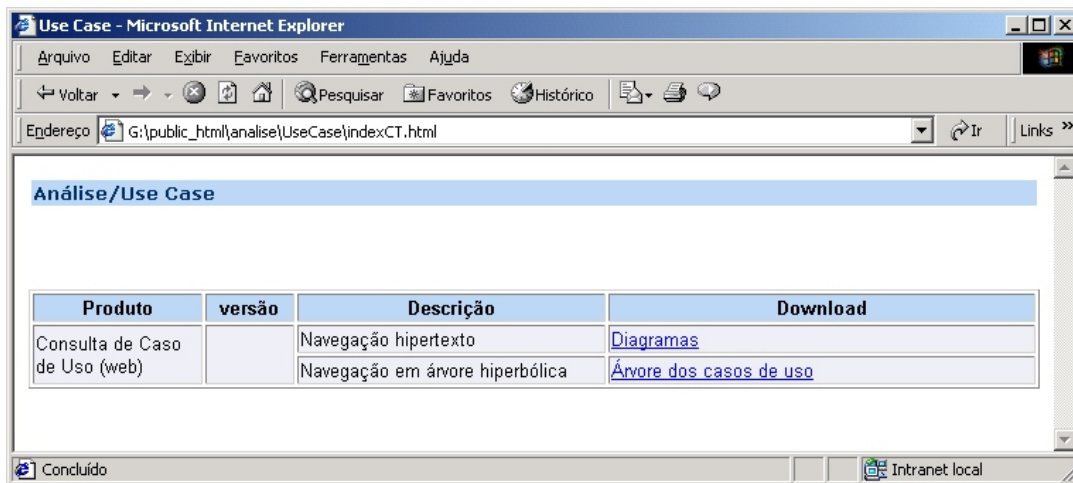 Use Case - Microsoft Internet Explorer
Arquivo Editar Exibir Favoritos Ferramentas Ajuda
Voltar Pesquisar Favoritos Histórico
Endereço G:\public_html\analise\UseCase\indexCT.html Ir Links »
Análise/Use Case
Produto versão Descrição Download
Consulta de Caso de Uso (web)
Navegação hipertexto Diagramas
Navegação em árvore hiperbólica Árvore dos casos de uso
Concluído Intranet local